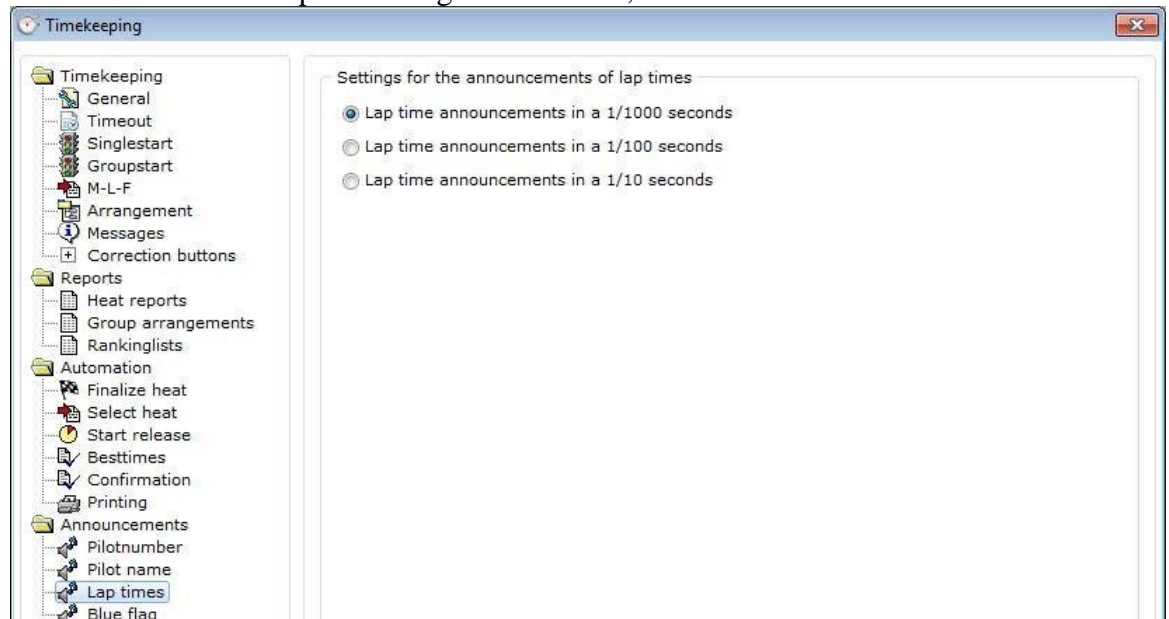 Timekeeping
Timekeeping
General
Timeout
Singlestart
Groupstart
M-L-F
Arrangement
Messages
Correction buttons
Reports
Heat reports
Group arrangements
Rankinglists
Automation
Finalize heat
Select heat
Start release
Besttimes
Confirmation
Printing
Announcements
Pilotnumber
Pilot name
Lap times
Blue flag
Settings for the announcements of lap times
Lap time announcements in a 1/1000 seconds
Lap time announcements in a 1/100 seconds
Lap time announcements in a 1/10 seconds